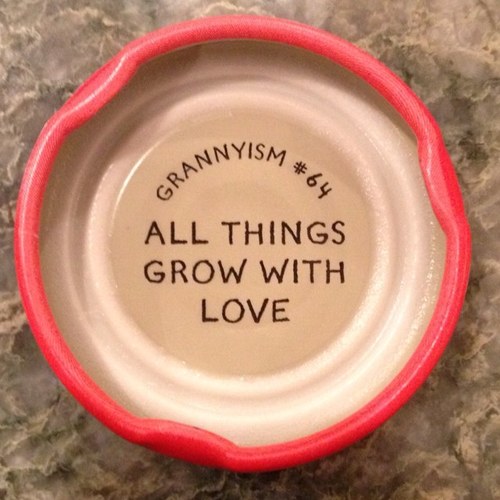 GRANNYISM #64
ALL THINGS
GROW WITH
LOVE